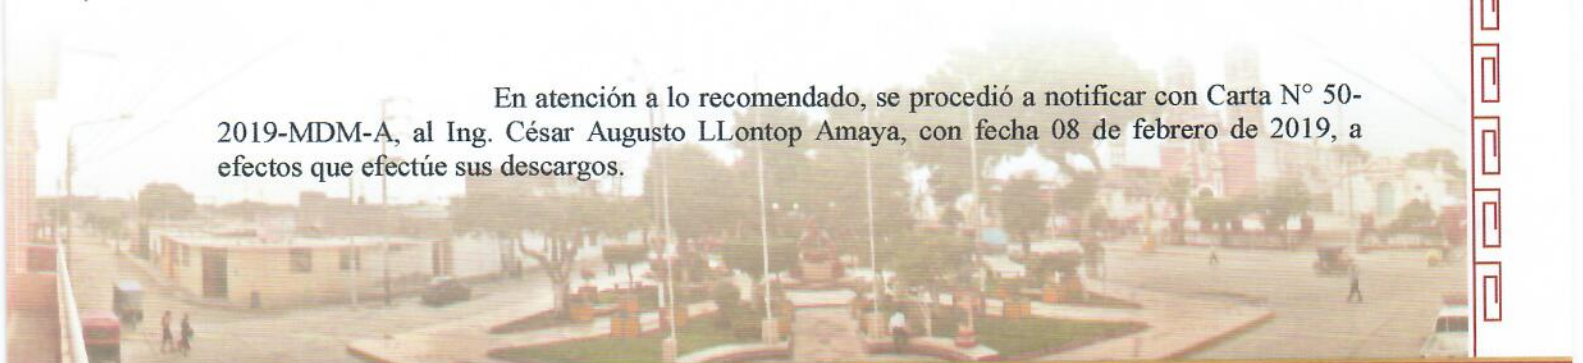 En atención a lo recomendado, se procedió a notificar con Carta N° 50-
2019-MDM-A, al Ing. César Augusto LLontop Amaya, con fecha 08 de febrero de 2019, a
efectos que efectúe sus descargos.